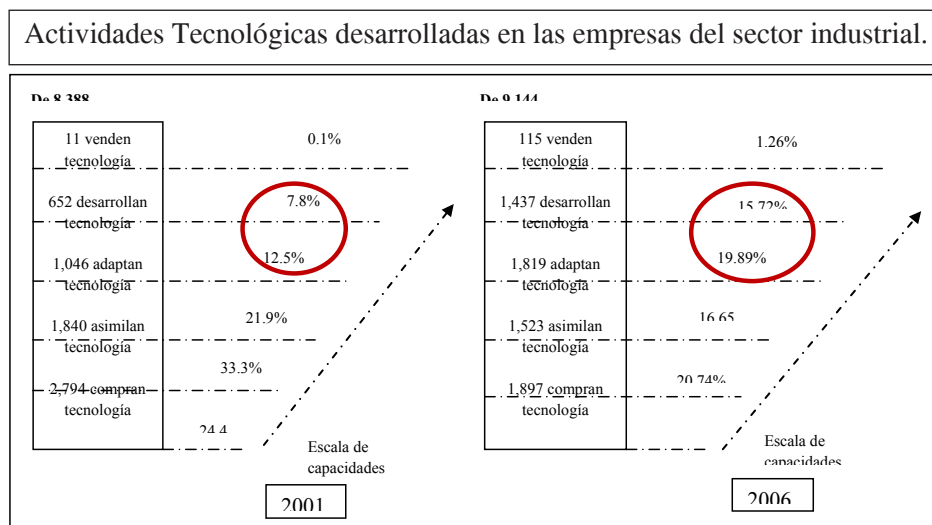 Actividades Tecnológicas desarrolladas en las empresas del sector industrial.
De 8,388
11 venden
tecnología
0.1%
652 desarrollan
tecnología
7.8%
1,046 adaptan
tecnología
12.5%
1,840 asimilan
tecnología
21.9%
2,794 compran
tecnología
33.3%
24.4
Escala de
capacidades
2001
De 9,144
115 venden
tecnología
1.26%
1,437 desarrollan
tecnología
15.72%
1,819 adaptan
tecnología
19.89%
1,523 asimilan
tecnología
16.65
1,897 compran
tecnología
20.74%
Escala de
capacidades
2006